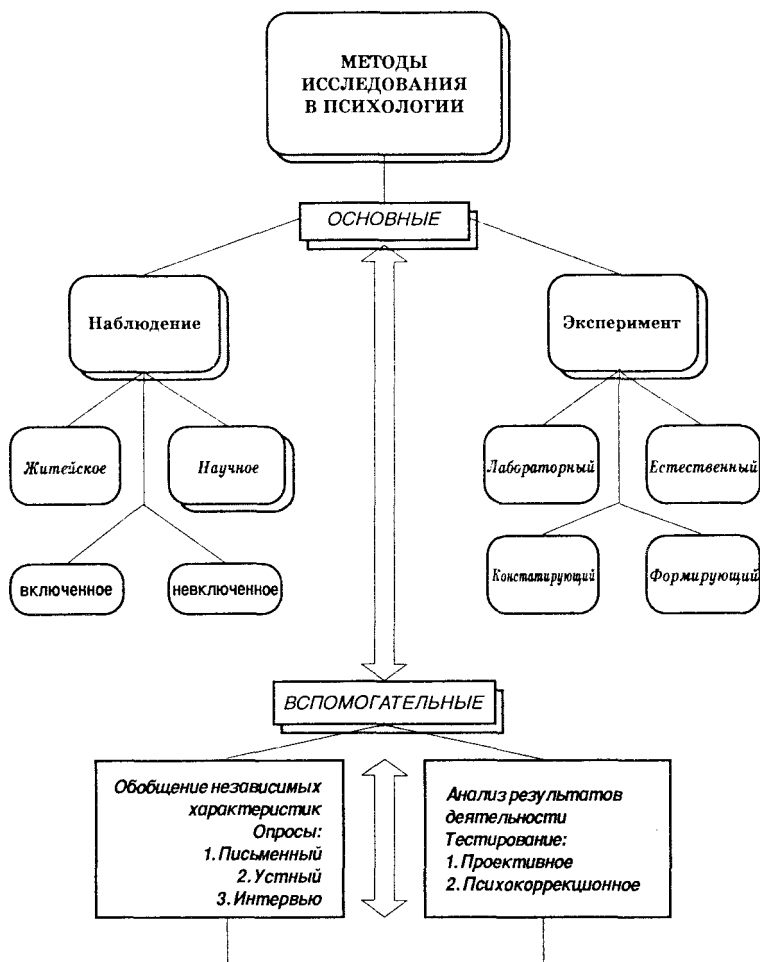 МЕТОДЫ
ИССЛЕДОВАНИЯ
В ПСИХОЛОГИИ
ОСНОВНЫЕ
Наблюдение
Эксперимент
Житейское
Научное
Лабораторный
Естественный
включенное
невключенное
Констатирующий
Формирующий
ВСПОМОГАТЕЛЬНЫЕ
Обобщение независимых
характеристик
Опросы:
1. Письменный
2. Устный
3. Интервью
Анализ результатов
деятельности
Тестирование:
1. Проективное
2. Психокоррекционное